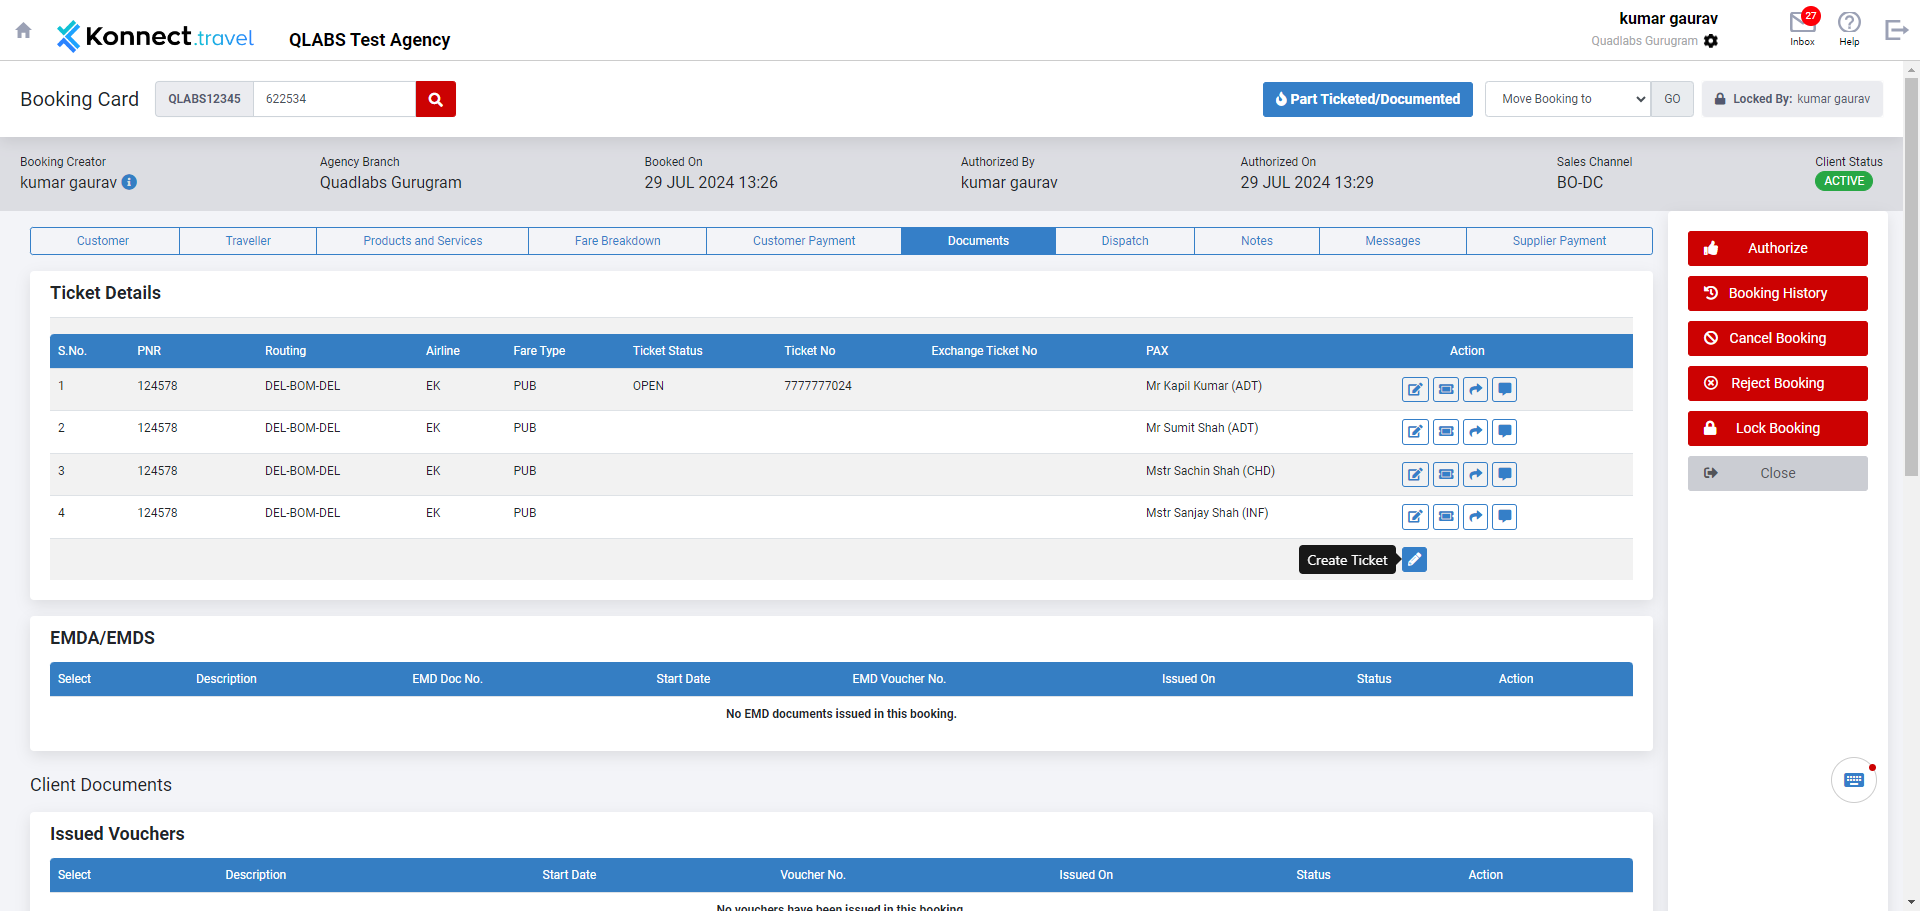 Konnect.travel
QLABS Test Agency
kumar gaurav
Quadlabs Gurugram
27
Inbox
Help
Booking Card
QLABS12345
622534
Part Ticketed/Documented
Move Booking to
GO
Locked By: kumar gaurav
Booking Creator
kumar gaurav
Agency Branch
Quadlabs Gurugram
Booked On
29 JUL 2024 13:26
Authorized By
kumar gaurav
Authorized On
29 JUL 2024 13:29
Sales Channel
BO-DC
Client Status
ACTIVE
Customer Traveller Products and Services Fare Breakdown Customer Payment Documents Dispatch Notes Messages Supplier Payment
Ticket Details
S.No. PNR Routing Airline Fare Type Ticket Status Ticket No Exchange Ticket No PAX Action
1 124578 DEL-BOM-DEL EK PUB OPEN 7777777024 Mr Kapil Kumar (ADT)
2 124578 DEL-BOM-DEL EK PUB Mr Sumit Shah (ADT)
3 124578 DEL-BOM-DEL EK PUB Mstr Sachin Shah (CHD)
4 124578 DEL-BOM-DEL EK PUB Mstr Sanjay Shah (INF)
Create Ticket
EMDA/EMDS
Select Description EMD Doc No. Start Date EMD Voucher No. Issued On Status Action
No EMD documents issued in this booking.
Client Documents
Issued Vouchers
Select Description Start Date Voucher No. Issued On Status Action
No vouchers have been issued in this booking.
Authorize
Booking History
Cancel Booking
Reject Booking
Lock Booking
Close